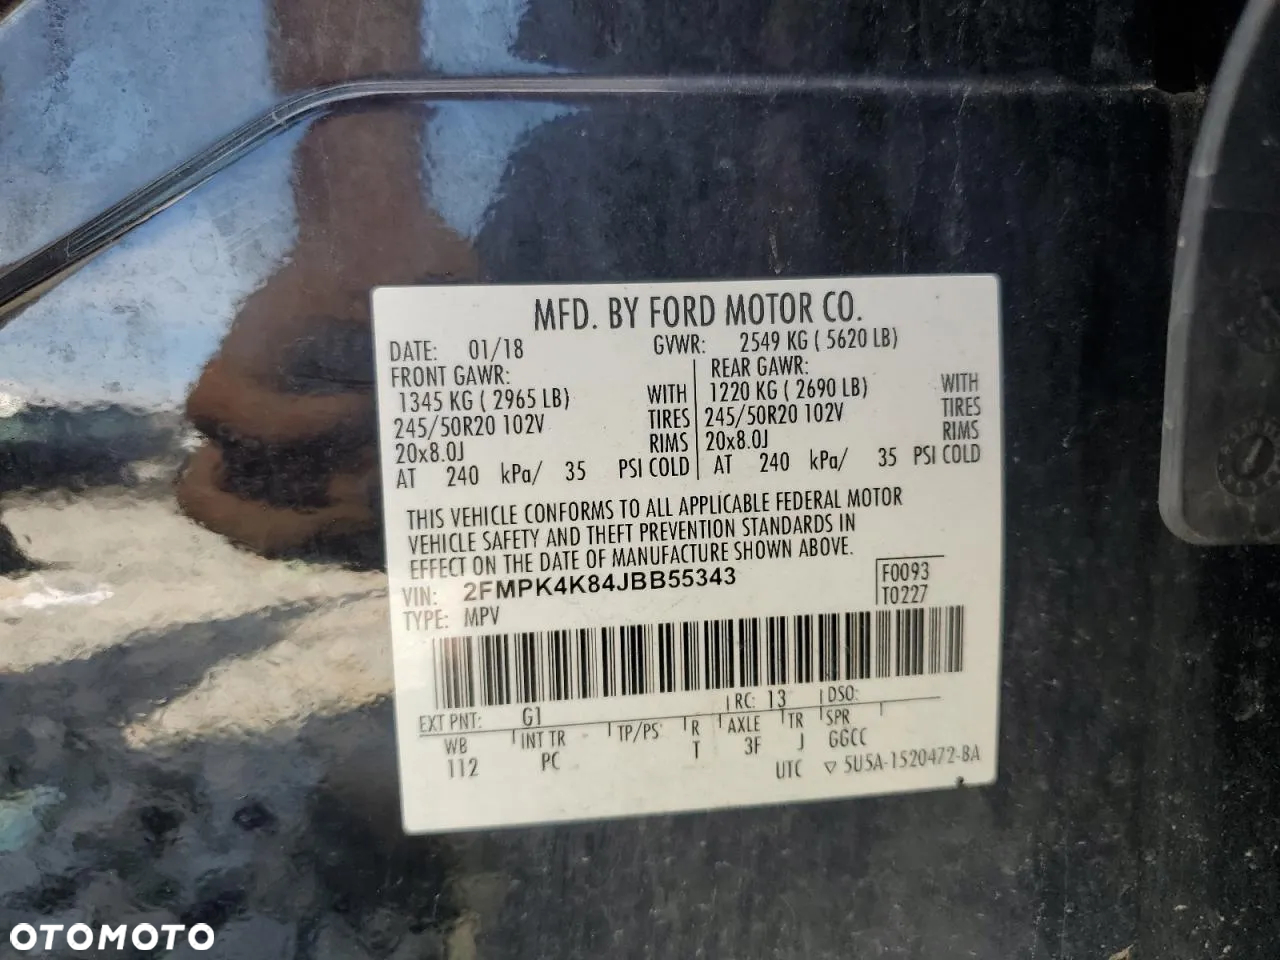 MFD. BY FORD MOTOR CO.
DATE: 01/18 GVWR: 2549 KG ( 5620 LB)
FRONT GAWR: REAR GAWR:
1345 KG ( 2965 LB) WITH 1220 KG ( 2690 LB) WITH
245/50R20 102V TIRES 245/50R20 102V TIRES
20x8.0J RIMS 20x8.0J RIMS
AT 240 kPa/ 35 PSI COLD AT 240 kPa/ 35 PSI COLD
THIS VEHICLE CONFORMS TO ALL APPLICABLE FEDERAL MOTOR
VEHICLE SAFETY AND THEFT PREVENTION STANDARDS IN
EFFECT ON THE DATE OF MANUFACTURE SHOWN ABOVE.
VIN: 2FMPK4K84JBB55343 F0093
TYPE: MPV T0227
EXT PNT: G1 RC: 13 DSO:
WB INT TR TP/PS R AXLE TR SPR
112 PC T 3F J GGCC
UTC ▽ 5U5A-1520472-BA
OTOMOTO